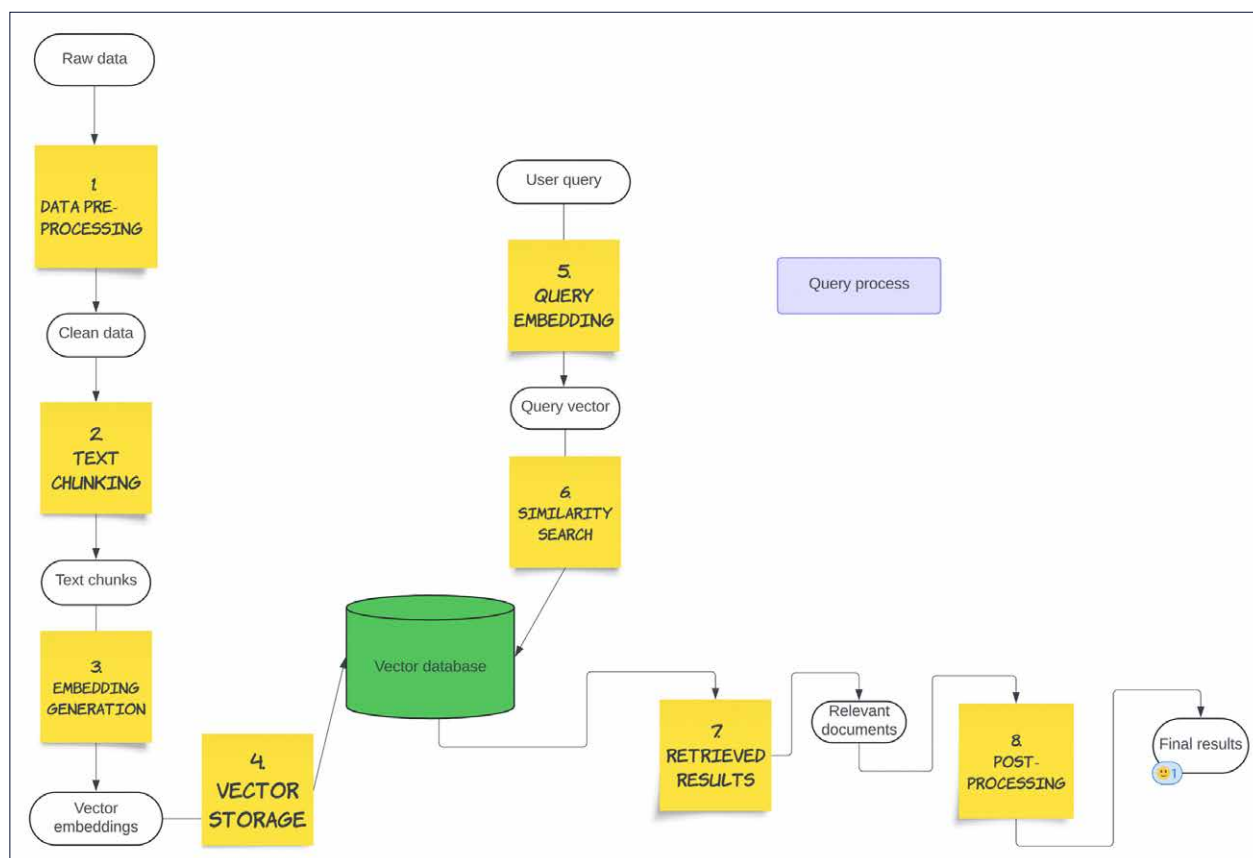 Raw data
1.
DATA PRE-
PROCESSING
Clean data
2.
TEXT
CHUNKING
Text chunks
3.
EMBEDDING
GENERATION
Vector
embeddings
4.
VECTOR
STORAGE
Vector database
User query
5.
QUERY
EMBEDDING
Query vector
6.
SIMILARITY
SEARCH
Query process
7.
RETRIEVED
RESULTS
Relevant
documents
8.
POST-
PROCESSING
Final results
1